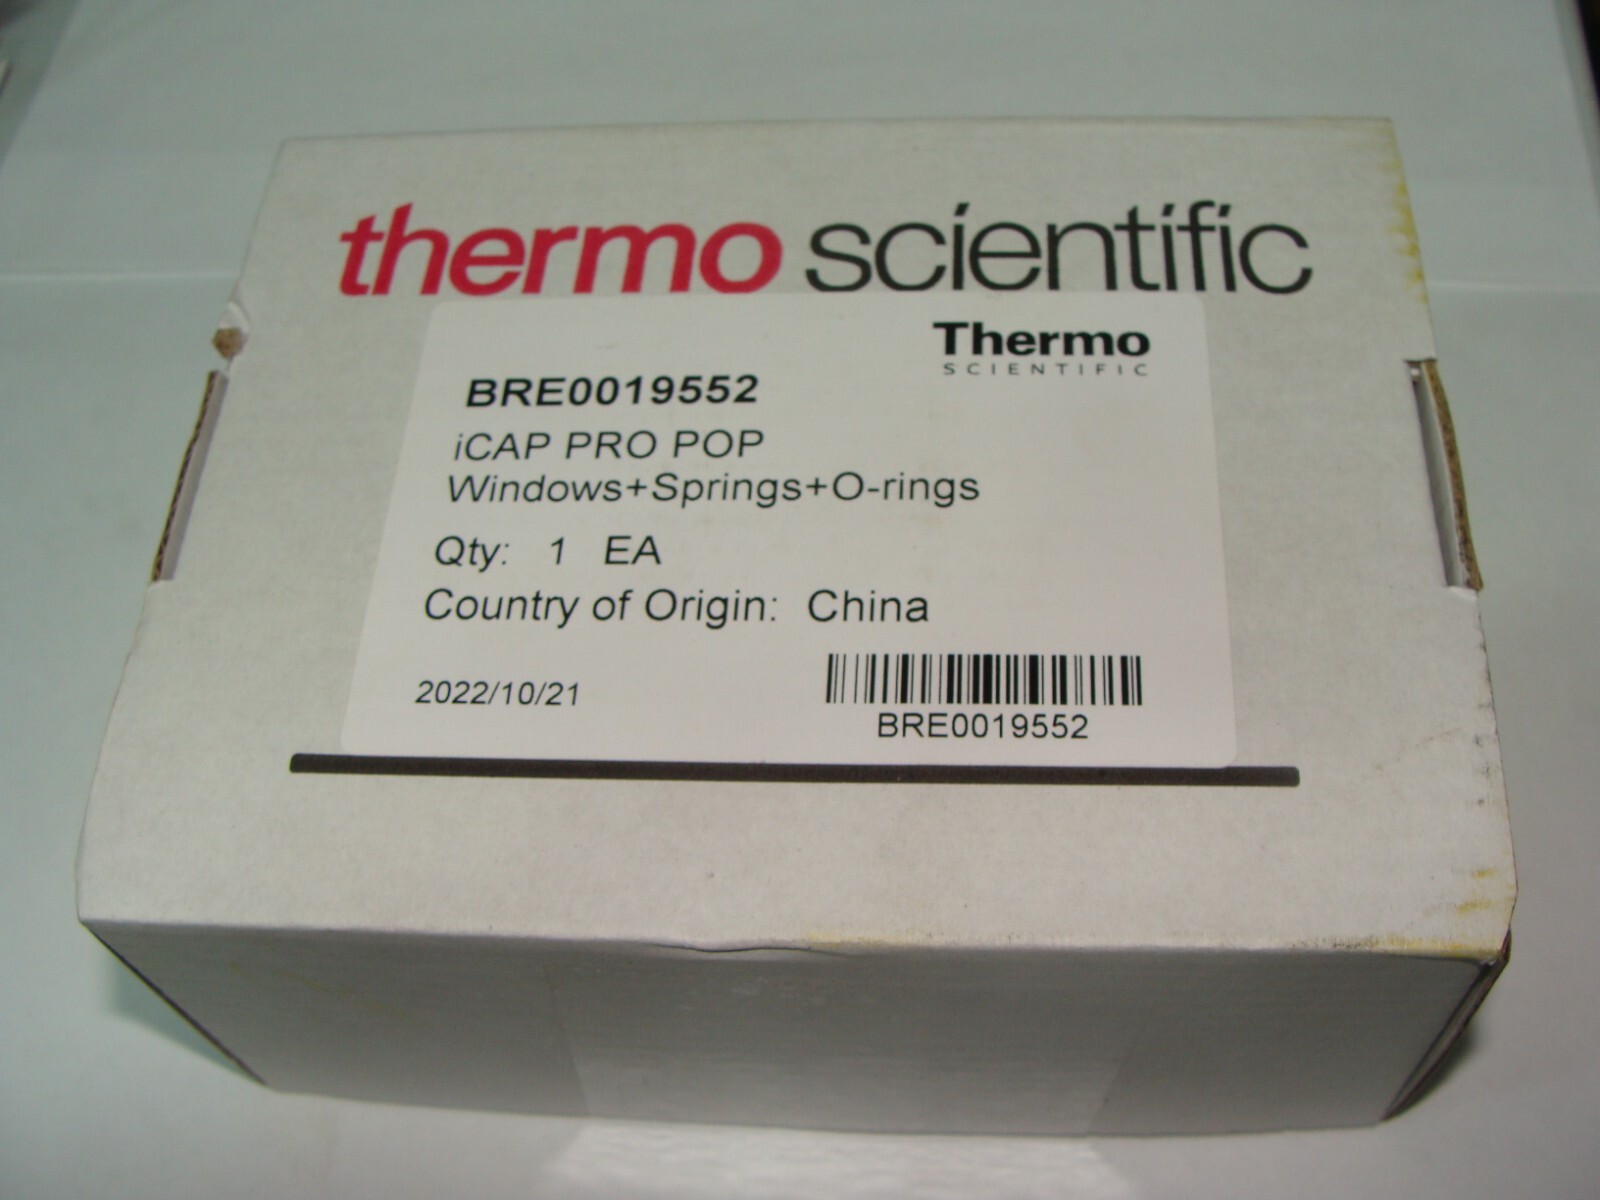 thermo scientific
Thermo
SCIENTIFIC
BRE0019552
iCAP PRO POP
Windows+Springs+O-rings
Qty: 1 EA
Country of Origin: China
2022/10/21
BRE0019552